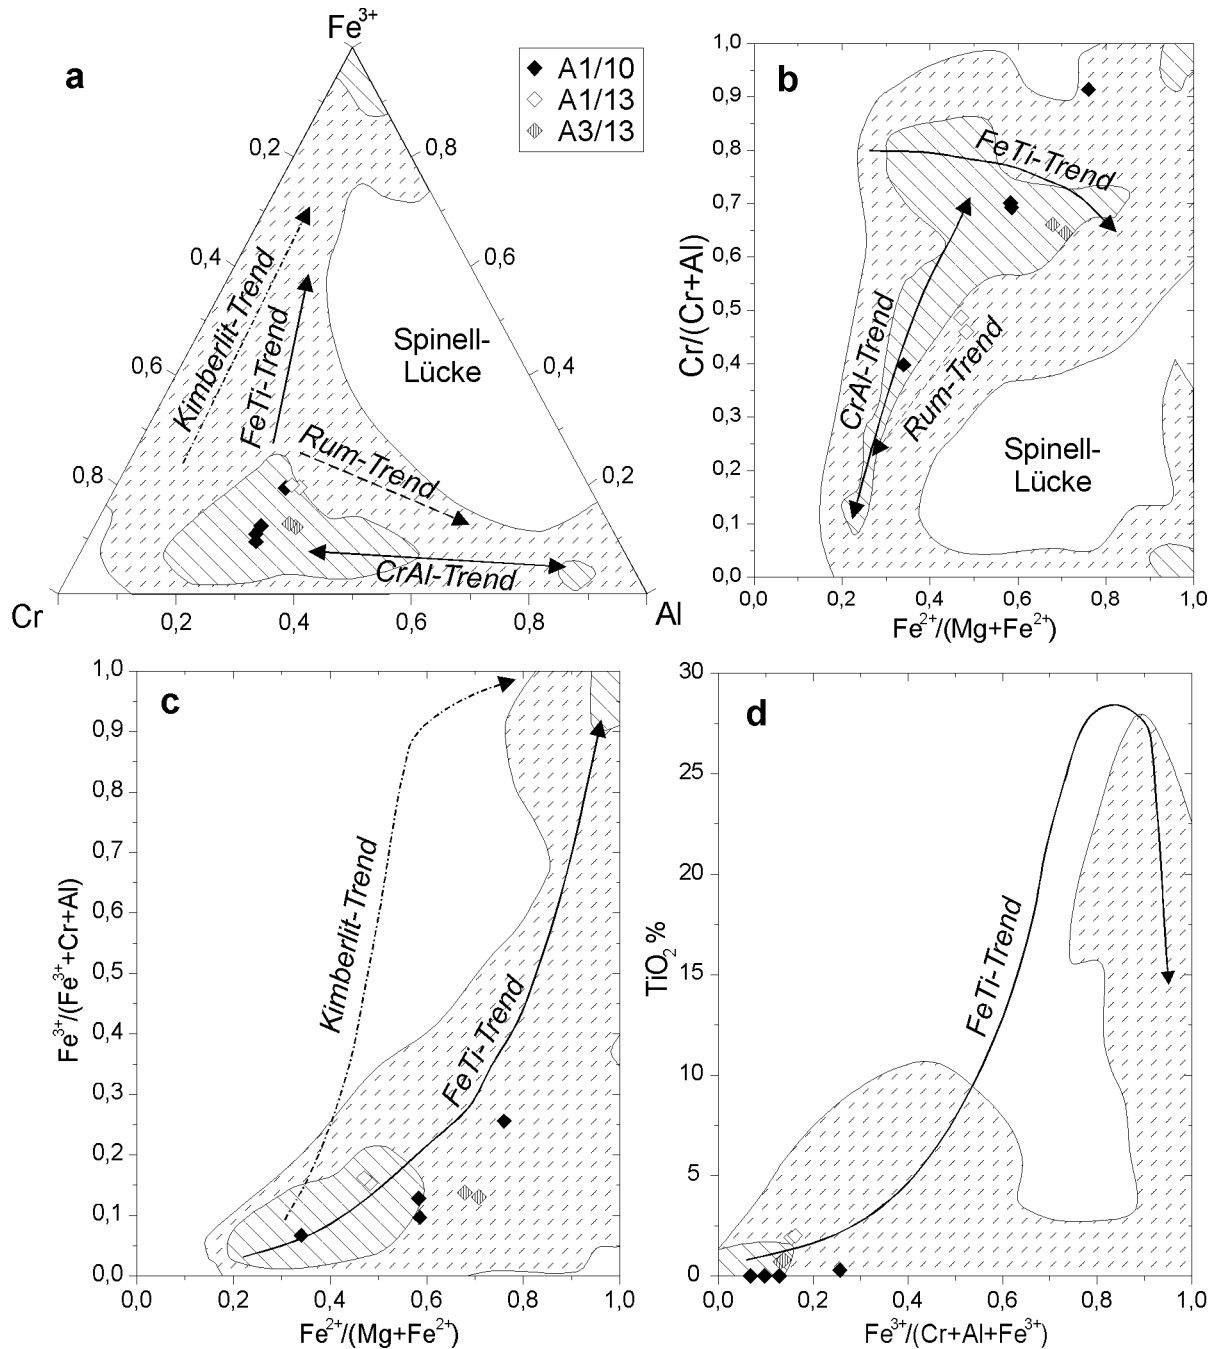 Fe3+
a
A1/10
A1/13
A3/13
0,2
0,8
0,4
0,6
0,6
0,4
0,8
0,2
Kimberlit-Trend
FeTi-Trend
Spinell-
Lücke
Rum-Trend
CrAl-Trend
Cr
0,2
0,4
0,6
0,8
Al
b
1,0
0,9
0,8
0,7
0,6
0,5
0,4
0,3
0,2
0,1
0,0
Cr/(Cr+Al)
FeTi-Trend
CrAl-Trend
Rum-Trend
Spinell-
Lücke
0,2
0,4
0,6
0,8
1,0
Fe2+/(Mg+Fe2+)
c
1,0
0,9
0,8
0,7
0,6
0,5
0,4
0,3
0,2
0,1
0,0
Fe3+/(Fe3++Cr+Al)
Kimberlit-Trend
FeTi-Trend
0,0
0,2
0,4
0,6
0,8
1,0
Fe2+/(Mg+Fe2+)
d
30
25
20
15
10
5
0
TiO2 %
FeTi-Trend
0,0
0,2
0,4
0,6
0,8
1,0
Fe3+/(Cr+Al+Fe3+)